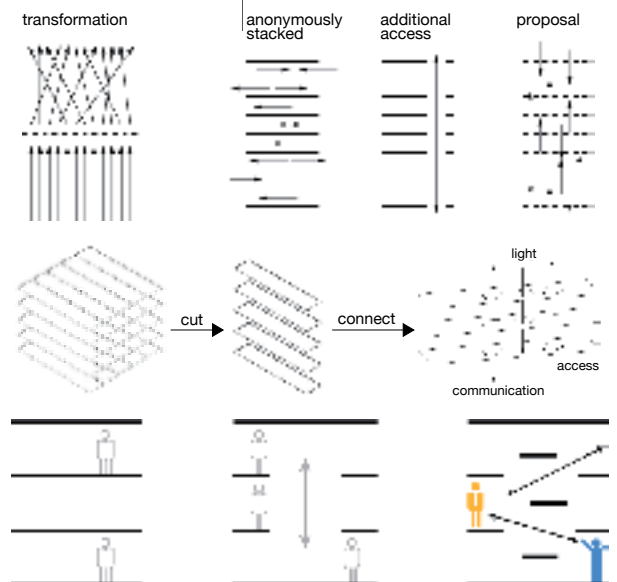 transformation
anonymously
stacked
additional
access
proposal
cut
connect
light
access
communication